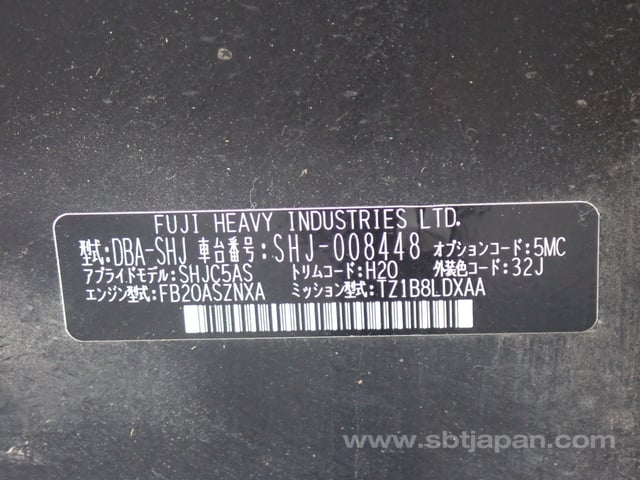 FUJI HEAVY INDUSTRIES LTD.
型式:DBA-SHJ 車台番号:SHJ-008448 オプションコード:5MC
アプライドモデル:SHJC5AS トリムコード:H20 外装色コード:32J
エンジン型式:FB20ASZNXA ミッション型式:TZ1B8LDXAA
www.sbtjapan.com/